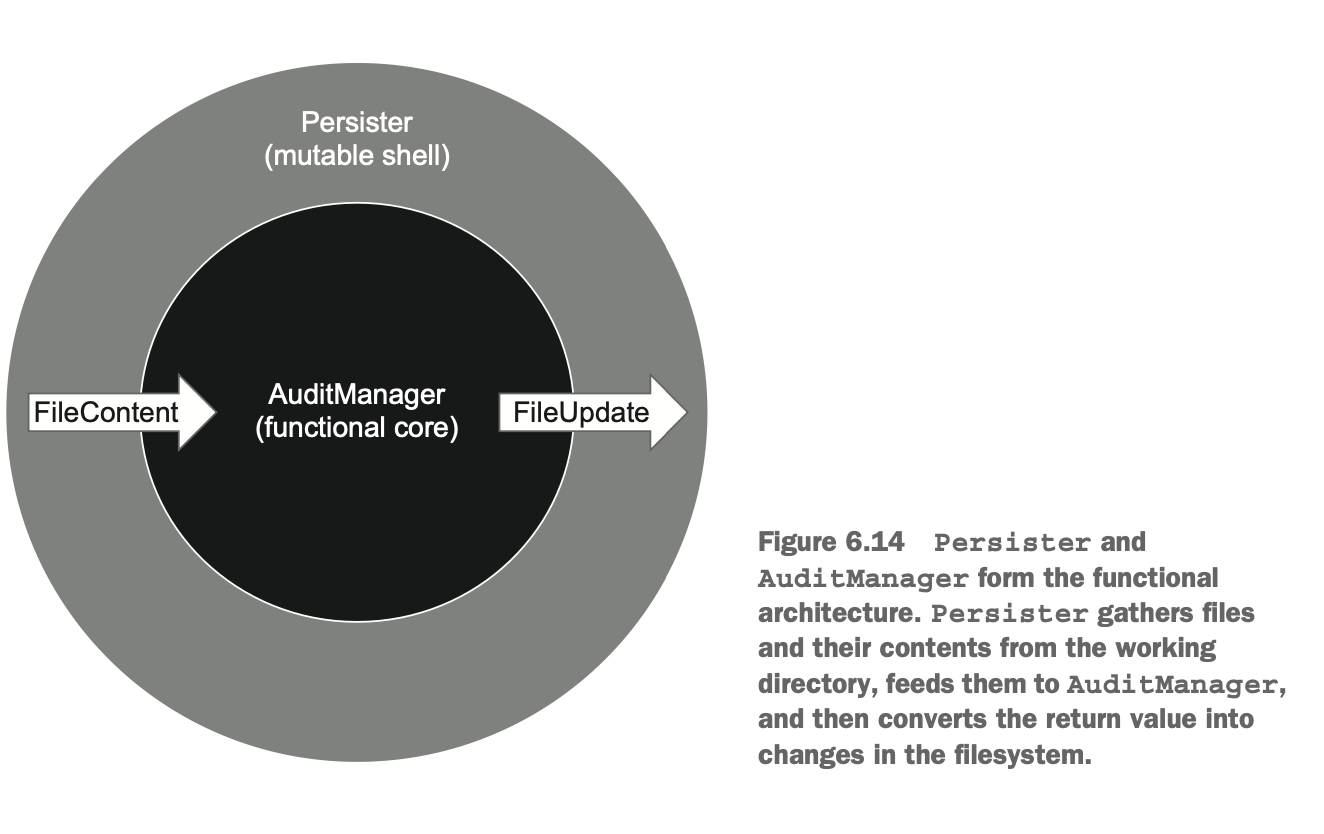 Persister
(mutable shell)
FileContent
AuditManager
(functional core)
FileUpdate
Figure 6.14 Persister and
AuditManager form the functional
architecture. Persister gathers files
and their contents from the working
directory, feeds them to AuditManager,
and then converts the return value into
changes in the filesystem.